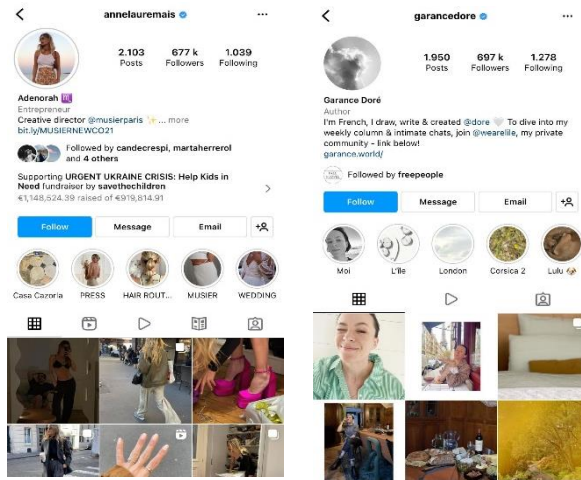 annelauremais
2.103 677 k 1.039
Posts Followers Following
Adenorah ♏
Entrepreneur
Creative director @musierparis ✨... more
bit.ly/MUSIERNEWCO21
Followed by candecrespi, martaherrerol
and 4 others
Supporting URGENT UKRAINE CRISIS: Help Kids in
Need fundraiser by savethechildren
€1,148,524.39 raised of €919,814.91
Follow Message Email
Casa Cazorla PRESS HAIR ROUT... MUSIER WEDDING
garancedore
1.950 697 k 1.278
Posts Followers Following
Garance Doré
Author
I'm French, I draw, write & created @dore 🤍 To dive into my
weekly column & intimate chats, join @wearelile, my private
community - link below!
garance.world/
Followed by freepeople
Follow Message Email
Moi L'île London Corsica 2 Lulu 🐶